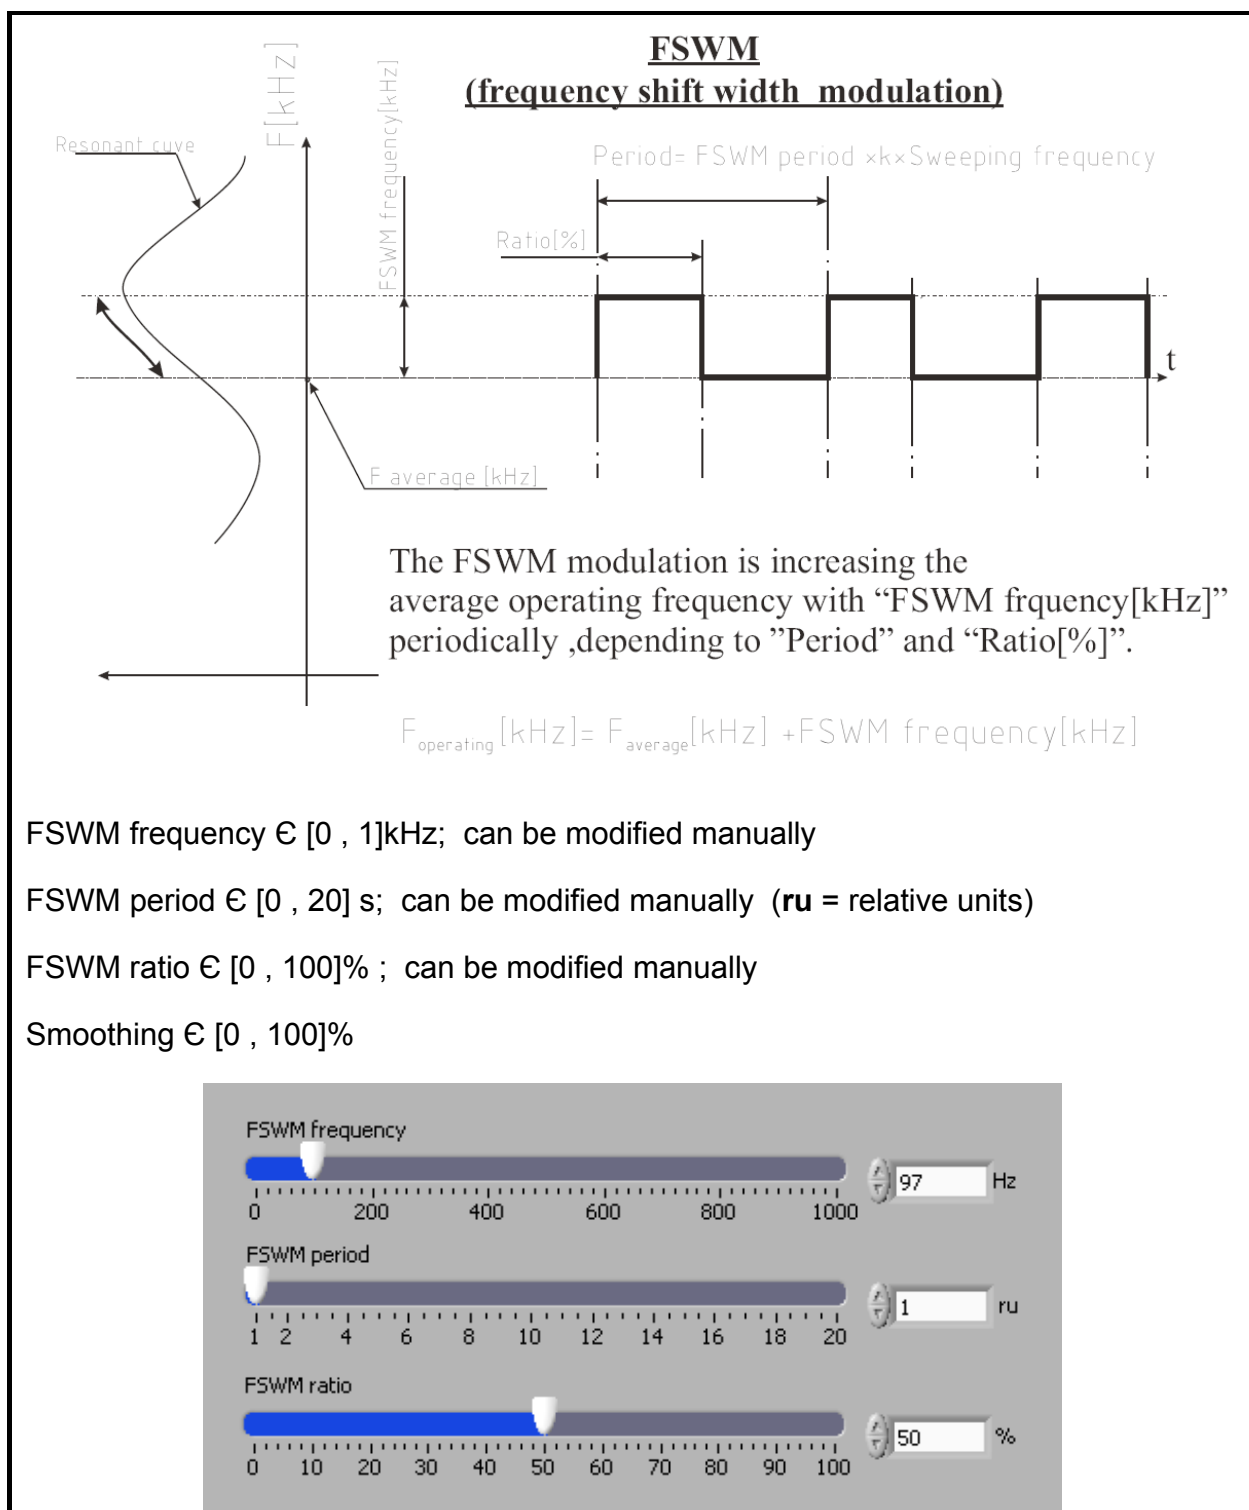 FSWM
(frequency shift width modulation)
F[kHz]
FSWM frequency[kHz]
Resonant cuve
Period= FSWM period ×k×Sweeping frequency
Ratio[%]
t
F average [kHz]
The FSWM modulation is increasing the
average operating frequency with “FSWM frquency[kHz]”
periodically ,depending to ”Period” and “Ratio[%]”.
Foperating[kHz]= Faverage[kHz] +FSWM frequency[kHz]
FSWM frequency Є [0 , 1]kHz; can be modified manually
FSWM period Є [0 , 20] s; can be modified manually (ru = relative units)
FSWM ratio Є [0 , 100]% ; can be modified manually
Smoothing Є [0 , 100]%
FSWM frequency
97 Hz
0 200 400 600 800 1000
FSWM period
1 ru
1 2 4 6 8 10 12 14 16 18 20
FSWM ratio
50 %
0 10 20 30 40 50 60 70 80 90 100